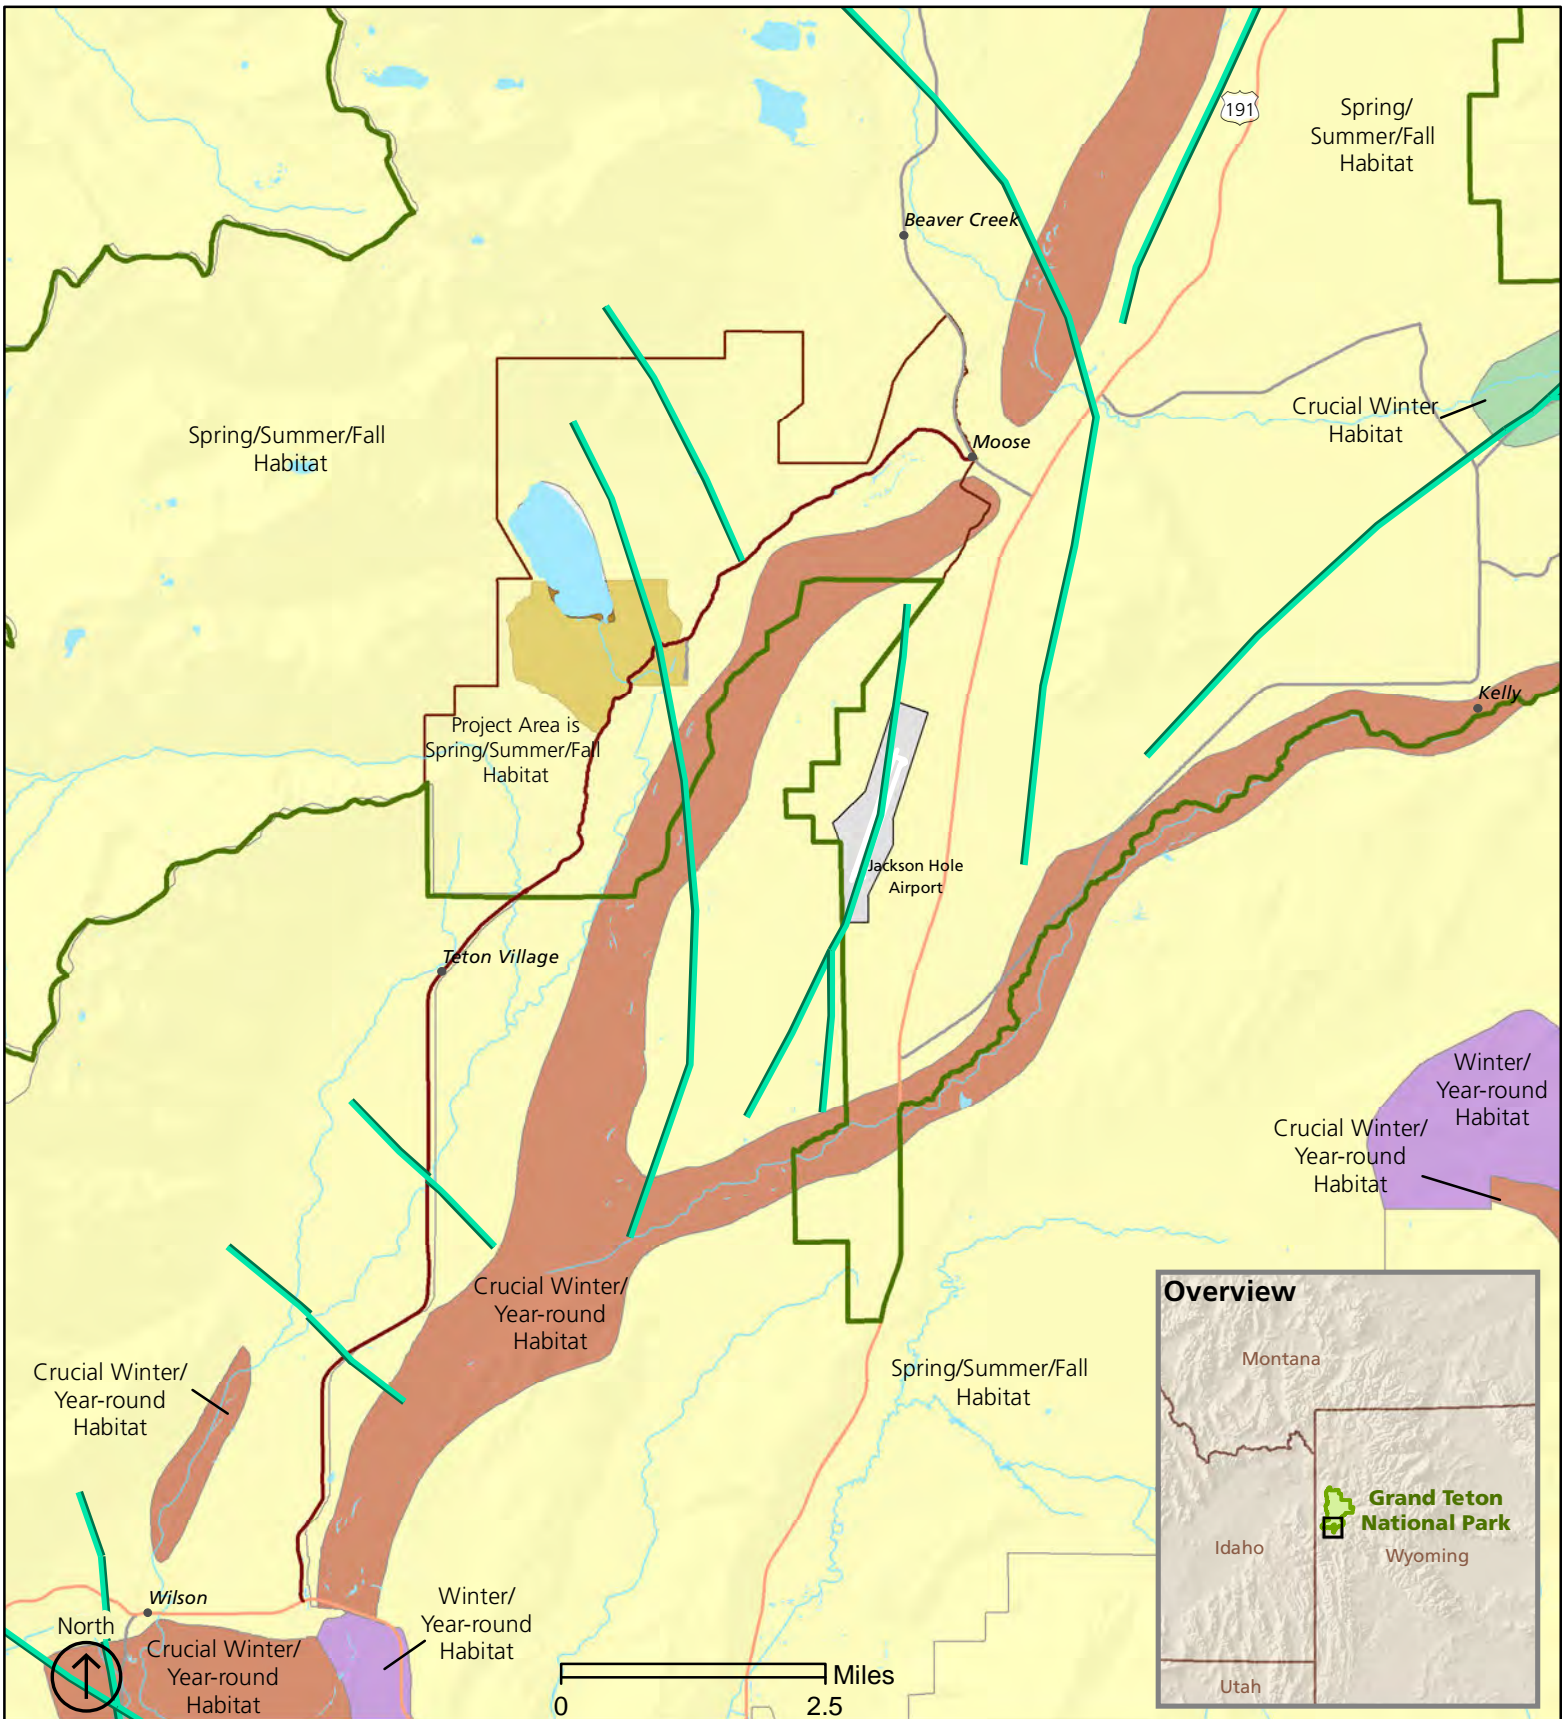 191
Spring/
Summer/Fall
Habitat
Beaver Creek
Crucial Winter
Habitat
Spring/Summer/Fall
Habitat
Moose
Kelly
Project Area is
Spring/Summer/Fall
Habitat
Jackson Hole
Airport
Teton Village
Winter/
Year-round
Habitat
Crucial Winter/
Year-round
Habitat
Crucial Winter/
Year-round
Habitat
Crucial Winter/
Year-round
Habitat
Spring/Summer/Fall
Habitat
Wilson
North
Crucial Winter/
Year-round
Habitat
Winter/
Year-round
Habitat
Miles
0 2.5
Overview
Montana
Grand Teton
National Park
Idaho
Wyoming
Utah